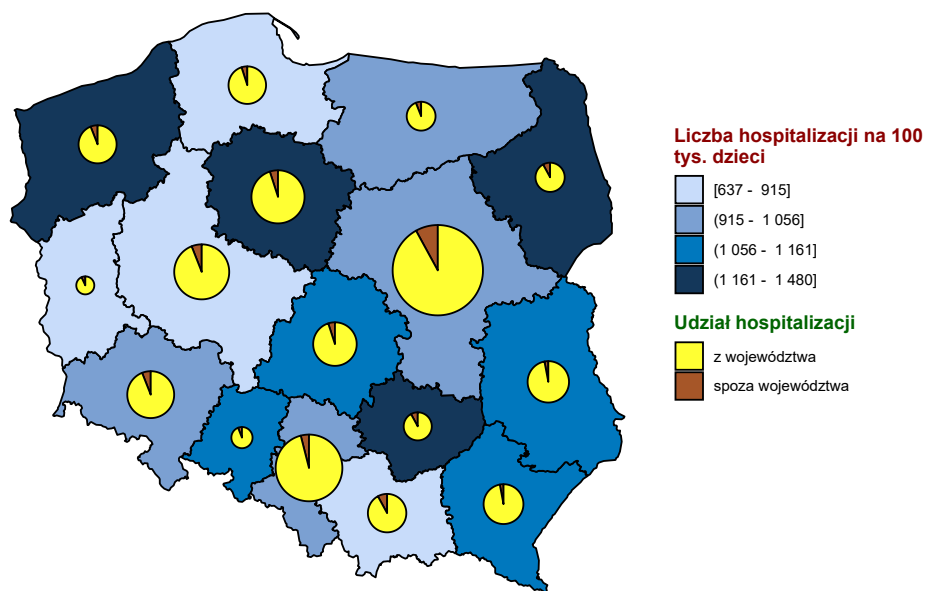 Liczba hospitalizacji na 100
tys. dzieci
[637 - 915]
(915 - 1 056]
(1 056 - 1 161]
(1 161 - 1 480]
Udział hospitalizacji
z województwa
spoza województwa